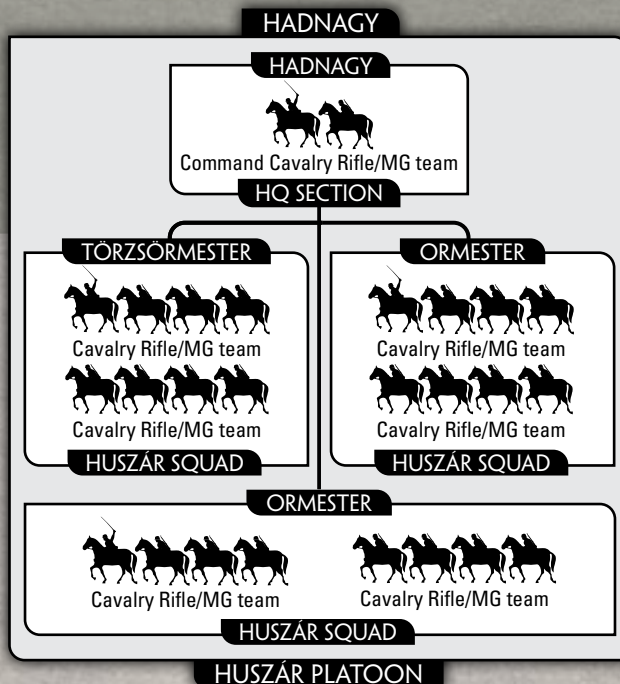 HADNAGY
HADNAGY
Command Cavalry Rifle/MG team
HQ SECTION
TÖRZSÖRMESTER
Cavalry Rifle/MG team
Cavalry Rifle/MG team
HUSZÁR SQUAD
ORMESTER
Cavalry Rifle/MG team
Cavalry Rifle/MG team
HUSZÁR SQUAD
ORMESTER
Cavalry Rifle/MG team
Cavalry Rifle/MG team
HUSZÁR SQUAD
HUSZÁR PLATOON